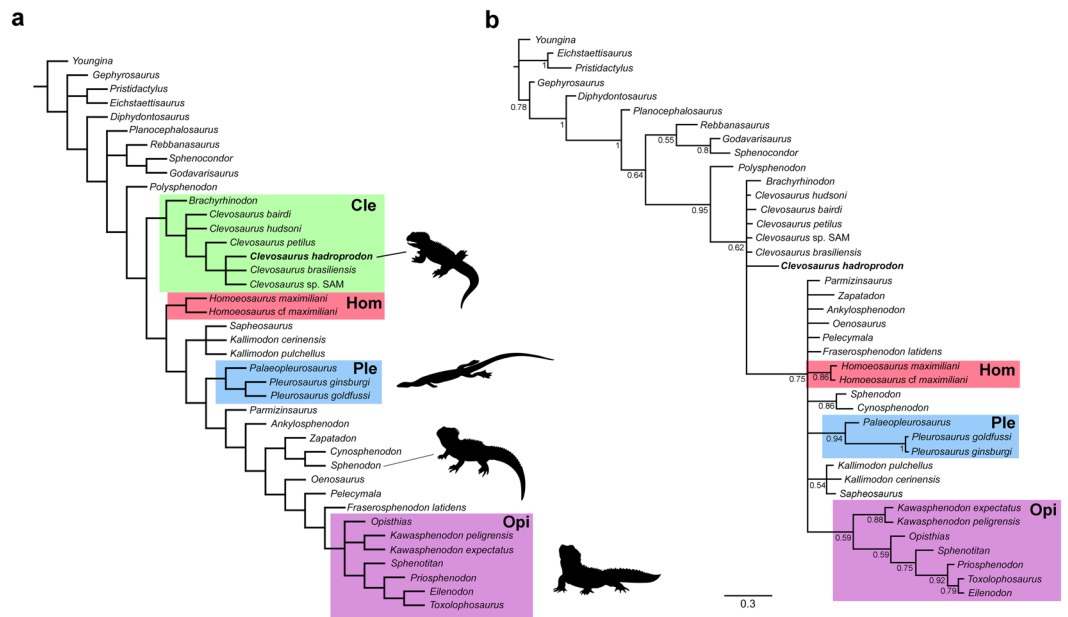 a
Youngina
Gephyrosaurus
Pristidactylus
Eichstaettisaurus
Diphydontosaurus
Planocephalosaurus
Rebbanasaurus
Sphenocondor
Godavarisaurus
Polysphenodon
Brachyrhinodon
Cle
Clevosaurus bairdi
Clevosaurus hudsoni
Clevosaurus petilus
Clevosaurus hadroprodon
Clevosaurus brasiliensis
Clevosaurus sp. SAM
Homoeosaurus maximiliani
Hom
Homoeosaurus cf maximiliani
Sapheosaurus
Kallimodon cerinensis
Kallimodon pulchellus
Palaeopleurosaurus
Ple
Pleurosaurus ginsburgi
Pleurosaurus goldfussi
Parmizinsaurus
Ankylosphenodon
Zapatadon
Cynosphenodon
Sphenodon
Oenosaurus
Pelecymala
Fraserosphenodon latidens
Opisthias
Opi
Kawasphenodon peligrensis
Kawasphenodon expectatus
Sphenotitan
Priosphenodon
Eilenodon
Toxolophosaurus
b
Youngina
Eichstaettisaurus
1
Pristidactylus
Gephyrosaurus
0.78
Diphydontosaurus
1
Planocephalosaurus
1
Rebbanasaurus
0.55
Godavarisaurus
0.8
Sphenocondor
0.64
Polysphenodon
0.95
Brachyrhinodon
Clevosaurus hudsoni
Clevosaurus bairdi
Clevosaurus petilus
Clevosaurus sp. SAM
0.62
Clevosaurus brasiliensis
Clevosaurus hadroprodon
Parmizinsaurus
Zapatadon
Ankylosphenodon
Oenosaurus
Pelecymala
Fraserosphenodon latidens
Homoeosaurus maximiliani
Hom
0.75
0.86
Homoeosaurus cf maximiliani
Sphenodon
0.86
Cynosphenodon
Palaeopleurosaurus
Ple
0.94
Pleurosaurus goldfussi
1
Pleurosaurus ginsburgi
Kallimodon pulchellus
Kallimodon cerinensis
0.54
Sapheosaurus
Kawasphenodon expectatus
Opi
0.88
Kawasphenodon peligrensis
0.59
Opisthias
0.59
Sphenotitan
0.75
Priosphenodon
0.92
Toxolophosaurus
0.79
Eilenodon
0.3